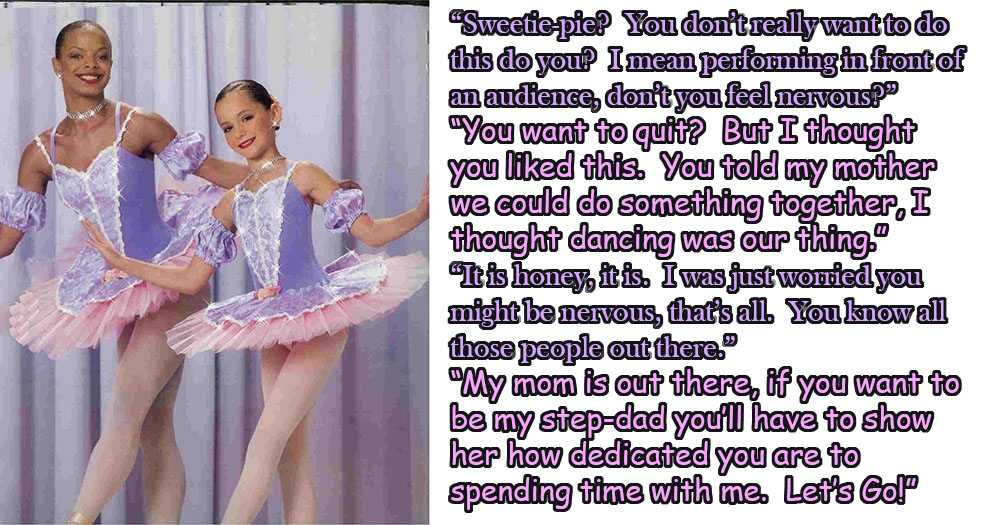 “Sweetie-pie?  You don’t really want to do
this do you?  I mean performing in front of
an audience, don’t you feel nervous?”
“You want to quit?  But I thought
you liked this.  You told my mother
we could do something together, I
thought dancing was our thing.”
“It is honey, it is.  I was just worried you
might be nervous, that’s all.  You know all
those people out there.”
“My mom is out there, if you want to
be my step-dad you’ll have to show
her how dedicated you are to
spending time with me.  Let’s Go!”